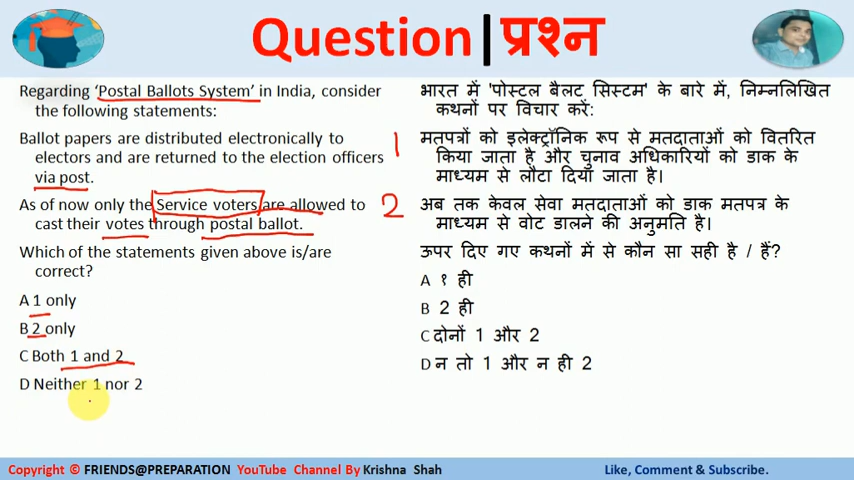 Question|प्रश्न
Regarding ‘Postal Ballots System’ in India, consider
the following statements:
Ballot papers are distributed electronically to
electors and are returned to the election officers
via post.
As of now only the Service voters are allowed to
cast their votes through postal ballot.
Which of the statements given above is/are
correct?
A 1 only
B 2 only
C Both 1 and 2
D Neither 1 nor 2
1
2
भारत में 'पोस्टल बैलट सिस्टम' के बारे में, निम्नलिखित
कथनों पर विचार करें:
मतपत्रों को इलेक्ट्रॉनिक रूप से मतदाताओं को वितरित
किया जाता है और चुनाव अधिकारियों को डाक के
माध्यम से लौटा दिया जाता है।
अब तक केवल सेवा मतदाताओं को डाक मतपत्र के
माध्यम से वोट डालने की अनुमति है।
ऊपर दिए गए कथनों में से कौन सा सही है / हैं?
A १ ही
B 2 ही
C दोनों 1 और 2
D न तो 1 और न ही 2
Copyright © FRIENDS@PREPARATION YouTube Channel By Krishna Shah
Like, Comment & Subscribe.